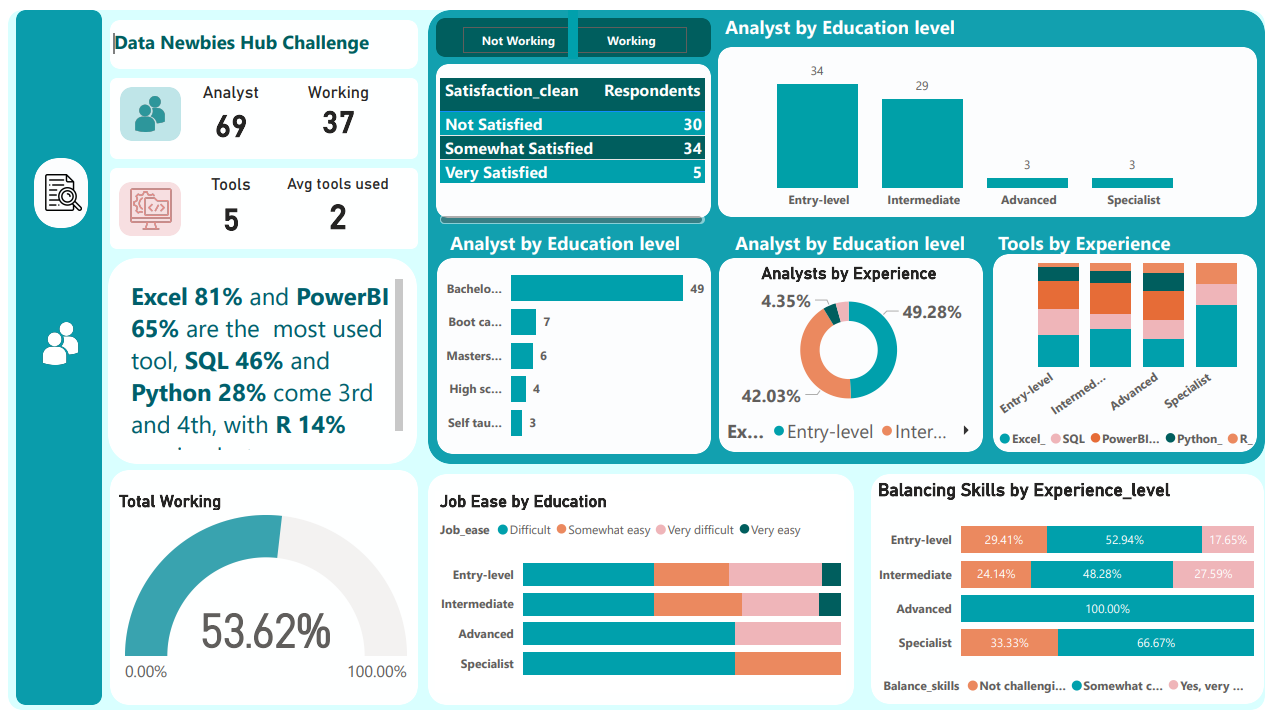 Data Newbies Hub Challenge
Analyst
Working
69
37
Tools
Avg tools used
5
2
Excel 81% and PowerBI
65% are the most used
tool, SQL 46% and
Python 28% come 3rd
and 4th, with R 14%
Total Working
53.62%
0.00%
100.00%
Not Working
Working
Satisfaction_clean Respondents
Not Satisfied 30
Somewhat Satisfied 34
Very Satisfied 5
Analyst by Education level
34
29
3
3
Entry-level
Intermediate
Advanced
Specialist
Analyst by Education level
Bachelo... 49
Boot ca... 7
Masters... 6
High sc... 4
Self tau... 3
Analyst by Education level
Analysts by Experience
4.35%
49.28%
42.03%
Ex... Entry-level Inter...
Tools by Experience
Entry-level
Intermed...
Advanced
Specialist
Excel_ SQL PowerBI... Python_ R_
Job Ease by Education
Job_ease Difficult Somewhat easy Very difficult Very easy
Entry-level
Intermediate
Advanced
Specialist
Balancing Skills by Experience_level
Entry-level 29.41% 52.94% 17.65%
Intermediate 24.14% 48.28% 27.59%
Advanced 100.00%
Specialist 33.33% 66.67%
Balance_skills Not challengi... Somewhat c... Yes, very ...